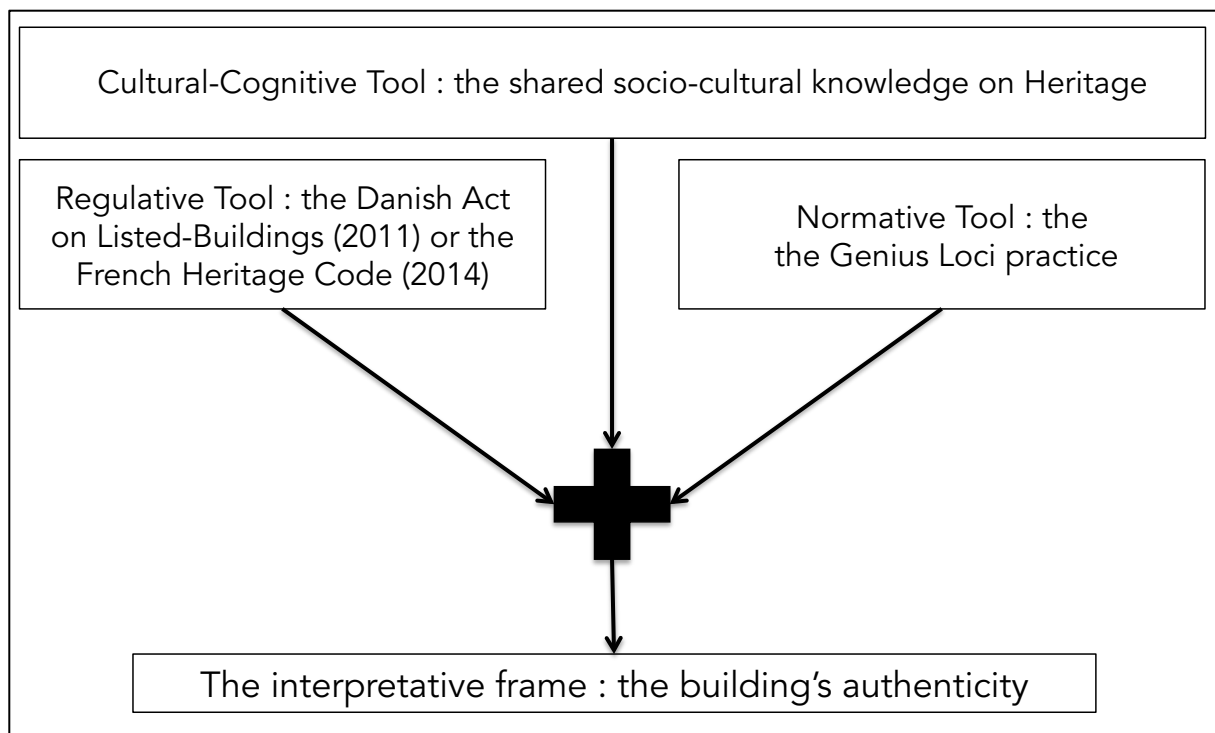 Cultural-Cognitive Tool : the shared socio-cultural knowledge on Heritage
Regulative Tool : the Danish Act
on Listed-Buildings (2011) or the
French Heritage Code (2014)
Normative Tool : the
the Genius Loci practice
The interpretative frame : the building’s authenticity